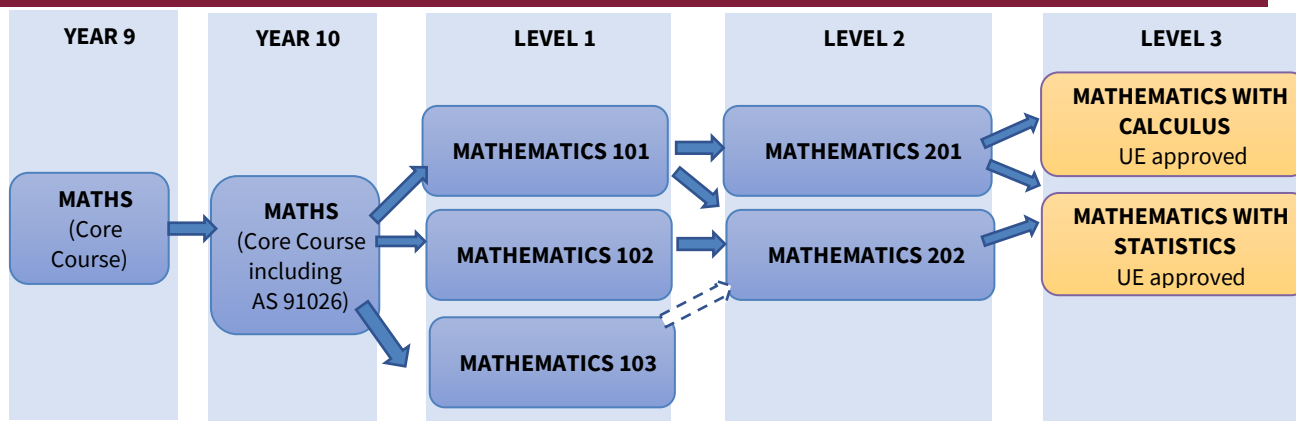 YEAR 9
YEAR 10
LEVEL 1
LEVEL 2
LEVEL 3
MATHS
(Core
Course)
MATHS
(Core Course
including
AS 91026)
MATHEMATICS 101
MATHEMATICS 102
MATHEMATICS 103
MATHEMATICS 201
MATHEMATICS 202
MATHEMATICS WITH
CALCULUS
UE approved
MATHEMATICS WITH
STATISTICS
UE approved